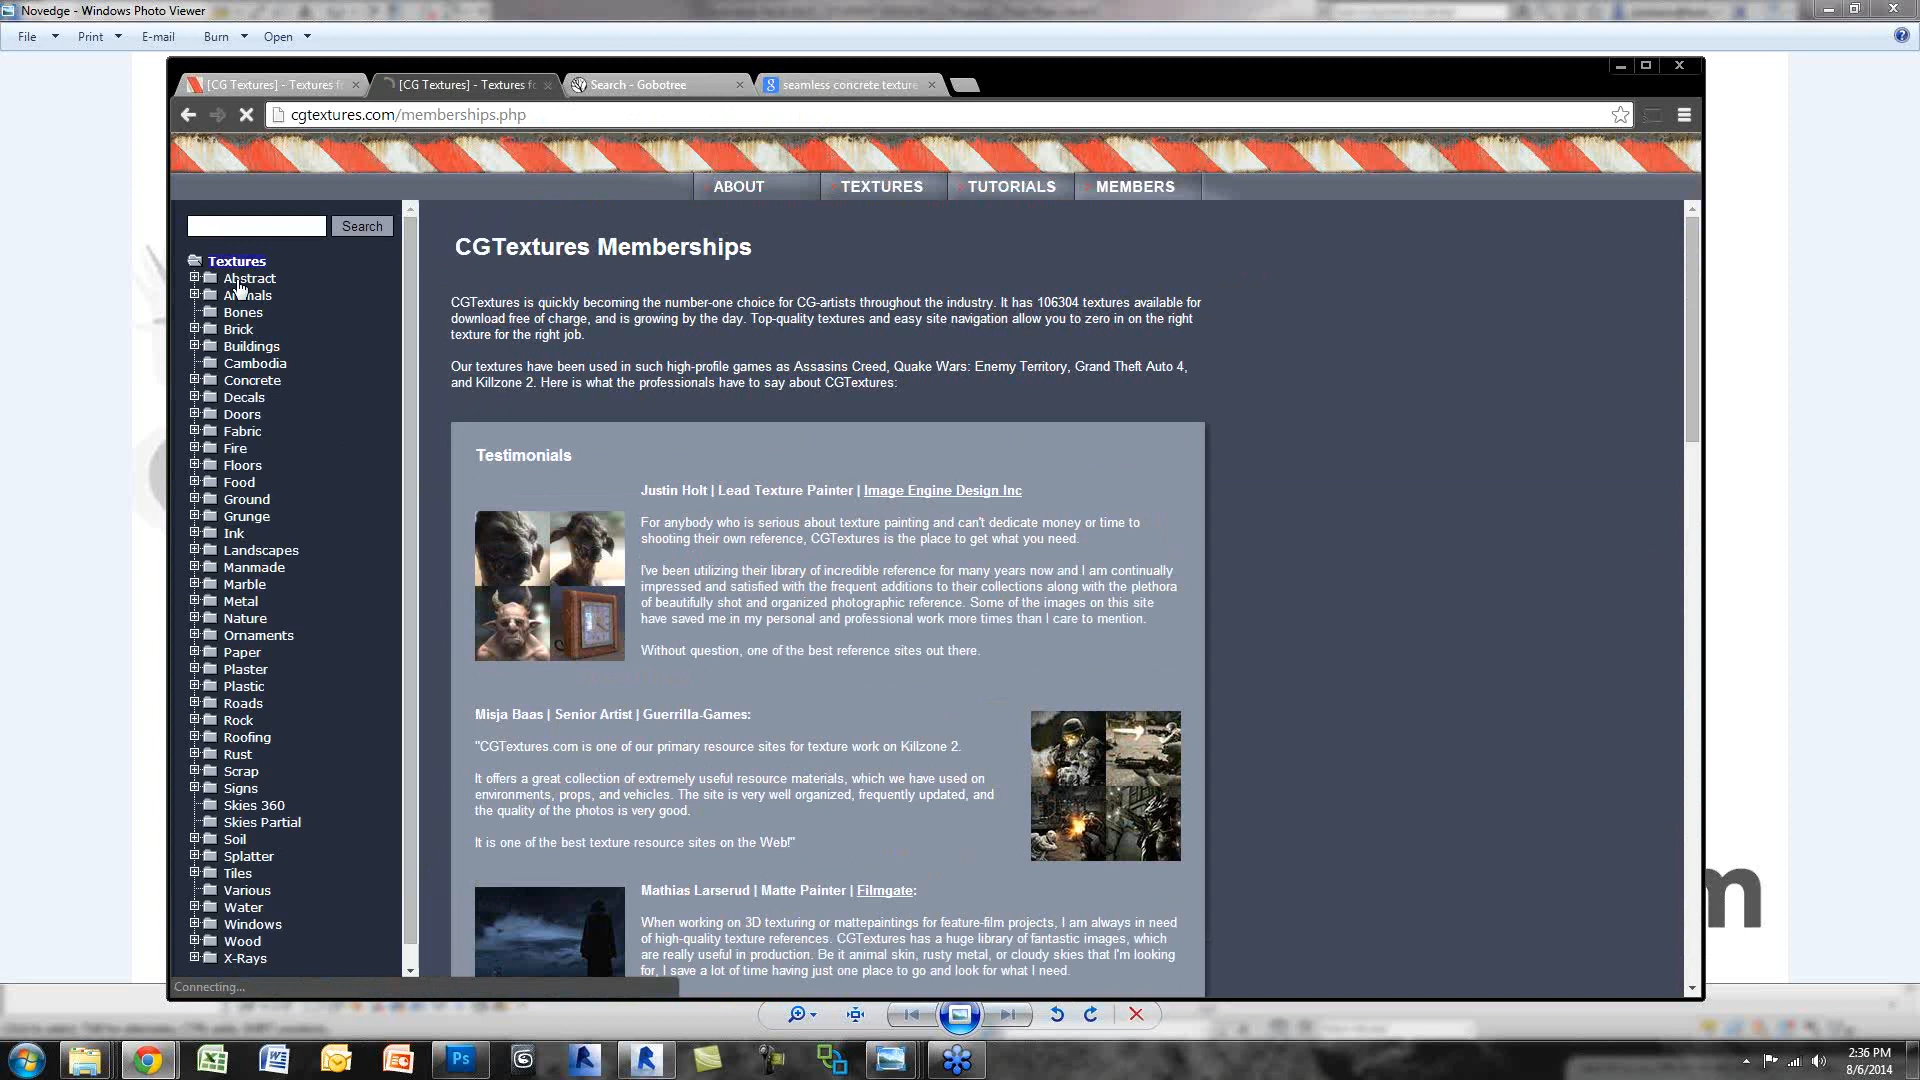 Novedge - Windows Photo Viewer
File Print E-mail Burn Open
[CG Textures] - Textures f [CG Textures] - Textures fo Search - Gobotree seamless concrete texture
cgtextures.com/memberships.php
ABOUT TEXTURES TUTORIALS MEMBERS
Search
Textures
Abstract
Animals
Bones
Brick
Buildings
Cambodia
Concrete
Decals
Doors
Fabric
Fire
Floors
Food
Ground
Grunge
Ink
Landscapes
Manmade
Marble
Metal
Nature
Ornaments
Paper
Plaster
Plastic
Roads
Rock
Roofing
Rust
Scrap
Signs
Skies 360
Skies Partial
Soil
Splatter
Tiles
Various
Water
Windows
Wood
X-Rays
CGTextures Memberships
CGTextures is quickly becoming the number-one choice for CG-artists throughout the industry. It has 106304 textures available for
download free of charge, and is growing by the day. Top-quality textures and easy site navigation allow you to zero in on the right
texture for the right job.
Our textures have been used in such high-profile games as Assasins Creed, Quake Wars: Enemy Territory, Grand Theft Auto 4,
and Killzone 2. Here is what the professionals have to say about CGTextures:
Testimonials
Justin Holt | Lead Texture Painter | Image Engine Design Inc
For anybody who is serious about texture painting and can't dedicate money or time to
shooting their own reference, CGTextures is the place to get what you need.
I've been utilizing their library of incredible reference for many years now and I am continually
impressed and satisfied with the frequent additions to their collections along with the plethora
of beautifully shot and organized photographic reference. Some of the images on this site
have saved me in my personal and professional work more times than I care to mention.
Without question, one of the best reference sites out there.
Misja Baas | Senior Artist | Guerrilla-Games:
"CGTextures.com is one of our primary resource sites for texture work on Killzone 2.
It offers a great collection of extremely useful resource materials, which we have used on
environments, props, and vehicles. The site is very well organized, frequently updated, and
the quality of the photos is very good.
It is one of the best texture resource sites on the Web!"
Mathias Larserud | Matte Painter | Filmgate:
When working on 3D texturing or mattepaintings for feature-film projects, I am always in need
of high-quality texture references. CGTextures has a huge library of fantastic images, which
are really useful in production. Be it animal skin, rusty metal, or cloudy skies that I'm looking
for, I save a lot of time having just one place to go and look for what I need.
Connecting...
m
2:36 PM
8/6/2014